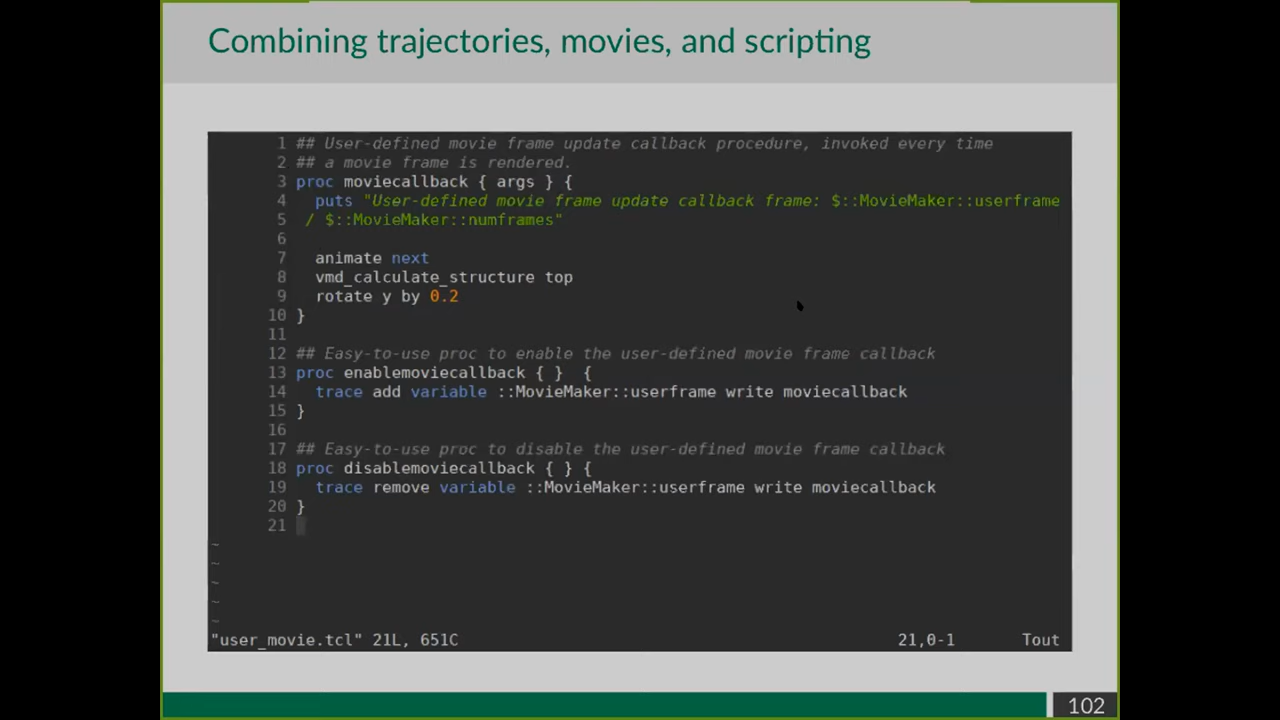 Combining trajectories, movies, and scripting
1 ## User-defined movie frame update callback procedure, invoked every time
2 ## a movie frame is rendered.
3 proc moviecallback { args } {
4   puts "User-defined movie frame update callback frame: $::MovieMaker::userframe
5  / $::MovieMaker::numframes"
6
7   animate next
8   vmd_calculate_structure top
9   rotate y by 0.2
10 }
11
12 ## Easy-to-use proc to enable the user-defined movie frame callback
13 proc enablemoviecallback { }  {
14   trace add variable ::MovieMaker::userframe write moviecallback
15 }
16
17 ## Easy-to-use proc to disable the user-defined movie frame callback
18 proc disablemoviecallback { } {
19   trace remove variable ::MovieMaker::userframe write moviecallback
20 }
21
~
~
~
~
~
"user_movie.tcl" 21L, 651C 21,0-1 Tout
102